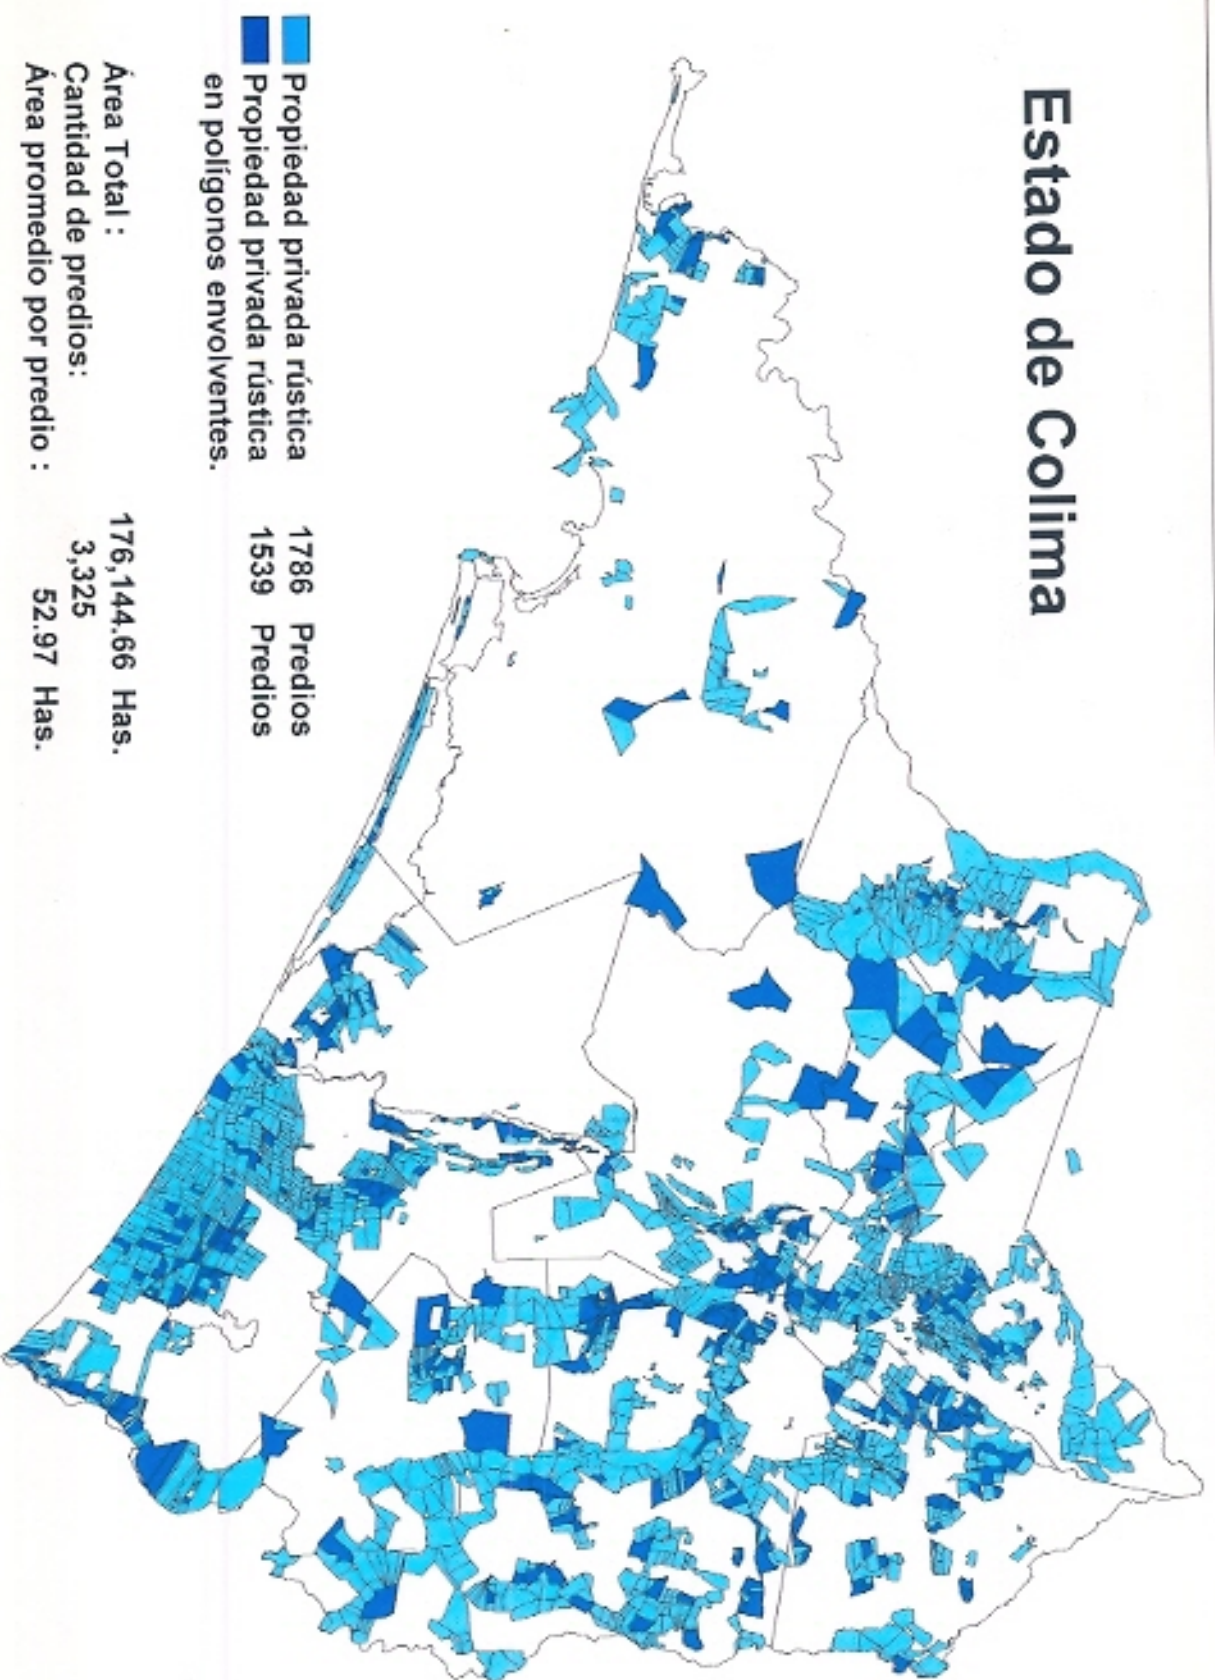 Estado de Colima
Propiedad privada rústica 1786 Predios
Propiedad privada rústica 1539 Predios
en polígonos envolventes.
Área Total : 176,144.66 Has.
Cantidad de predios: 3,325
Área promedio por predio : 52.97 Has.